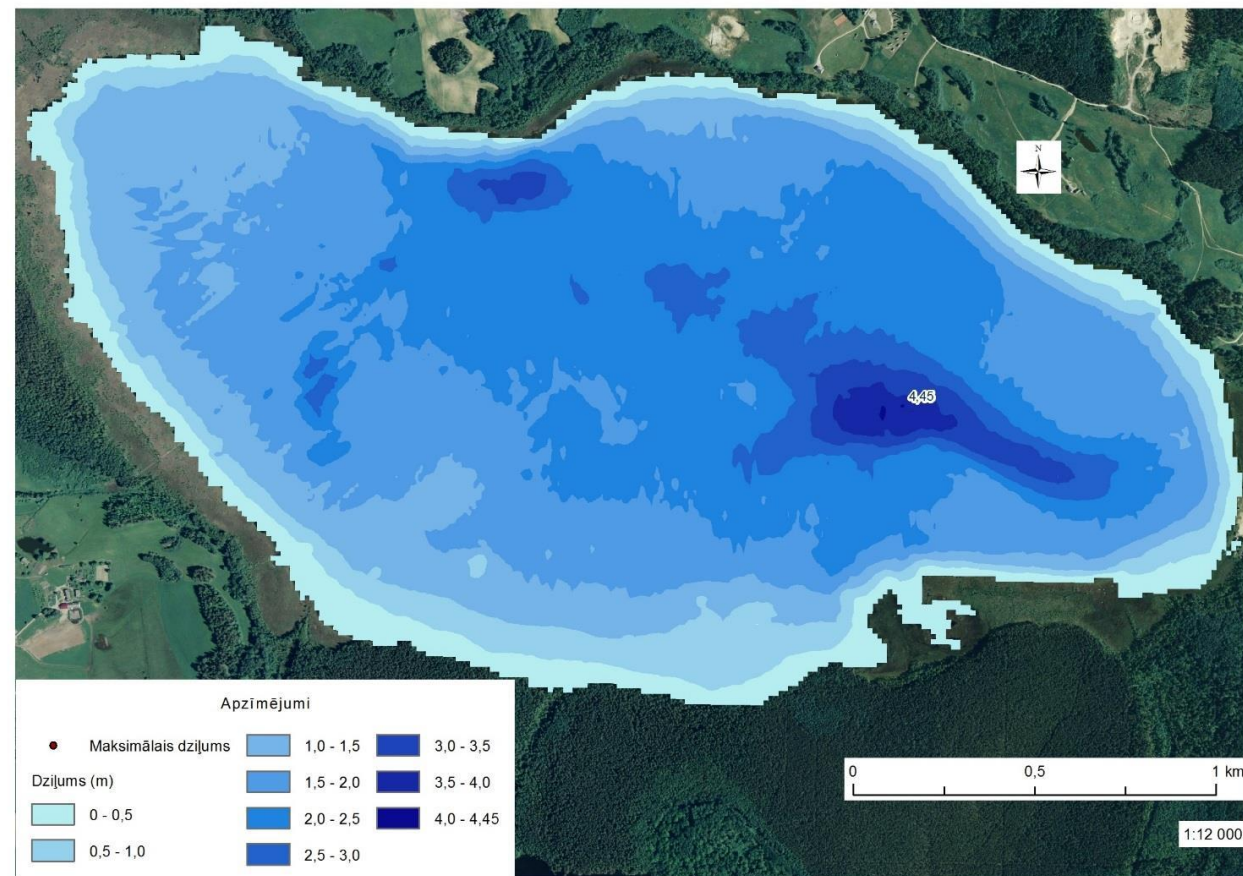 N
4,45
Apzīmējumi
Maksimālais dziļums
Dziļums (m)
0 - 0,5
0,5 - 1,0
1,0 - 1,5
1,5 - 2,0
2,0 - 2,5
2,5 - 3,0
3,0 - 3,5
3,5 - 4,0
4,0 - 4,45
0 0,5 1 km
1:12 000